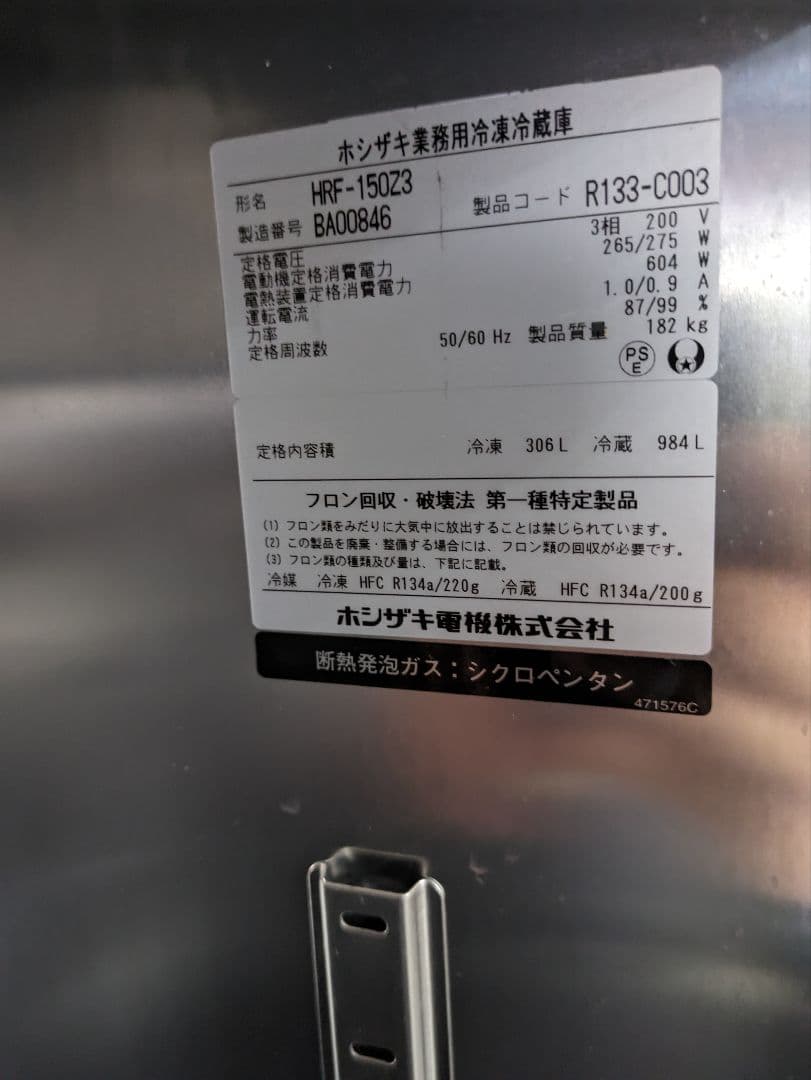 ホシザキ業務用冷凍冷蔵庫
形名 HRF-150Z3 製品コード R133-C003
製造番号 BA00846
定格電圧 3相 200 V
電動機定格消費電力 265/275 W
電熱装置定格消費電力 604 W
運転電流 1.0/0.9 A
力率 87/99 %
定格周波数 50/60 Hz 製品質量 182 kg
PS E
定格内容積 冷凍 306L 冷蔵 984L
フロン回収・破壊法 第一種特定製品
(1) フロン類をみだりに大気中に放出することは禁じられています。
(2) この製品を廃棄・整備する場合には、フロン類の回収が必要です。
(3) フロン類の種類及び量は、下記に記載。
冷媒 冷凍 HFC R134a/220g 冷蔵 HFC R134a/200g
ホシザキ電機株式会社
断熱発泡ガス：シクロペンタン
471576C